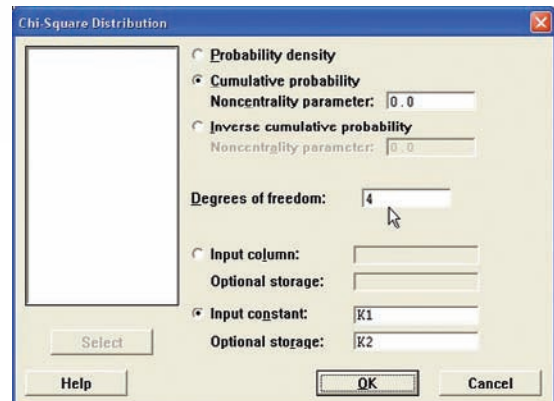 Chi-Square Distribution
Probability density
Cumulative probability
Noncentrality parameter: 0.0
Inverse cumulative probability
Noncentrality parameter: 0.0
Degrees of freedom: 4
Input column:
Optional storage:
Input constant: K1
Optional storage: K2
Select
Help OK Cancel